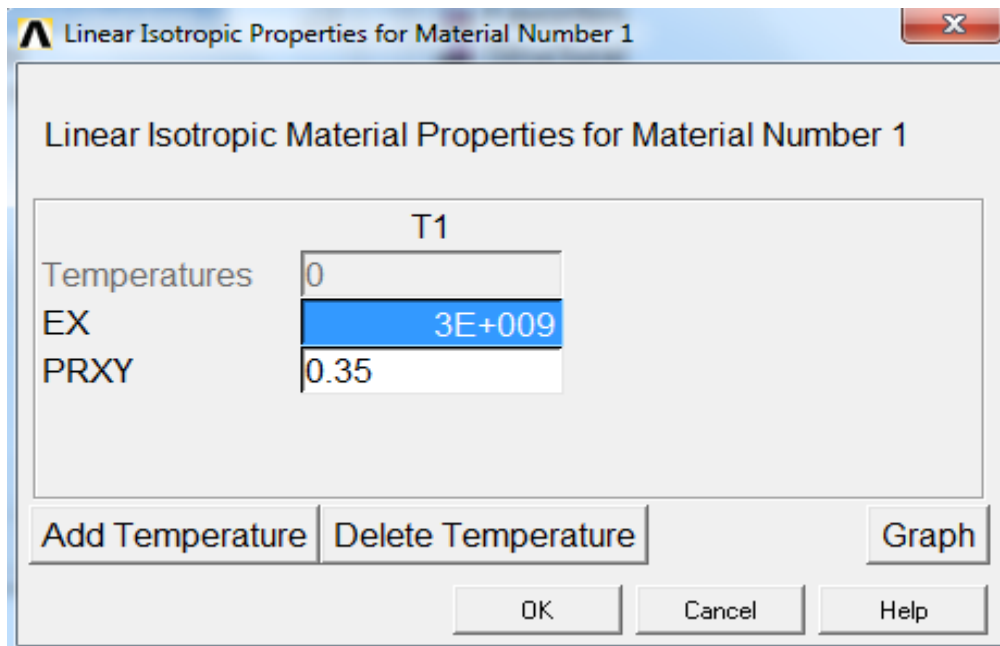 Linear Isotropic Properties for Material Number 1
Linear Isotropic Material Properties for Material Number 1
T1
Temperatures 0
EX 3E+009
PRXY 0.35
Add Temperature Delete Temperature Graph
OK Cancel Help